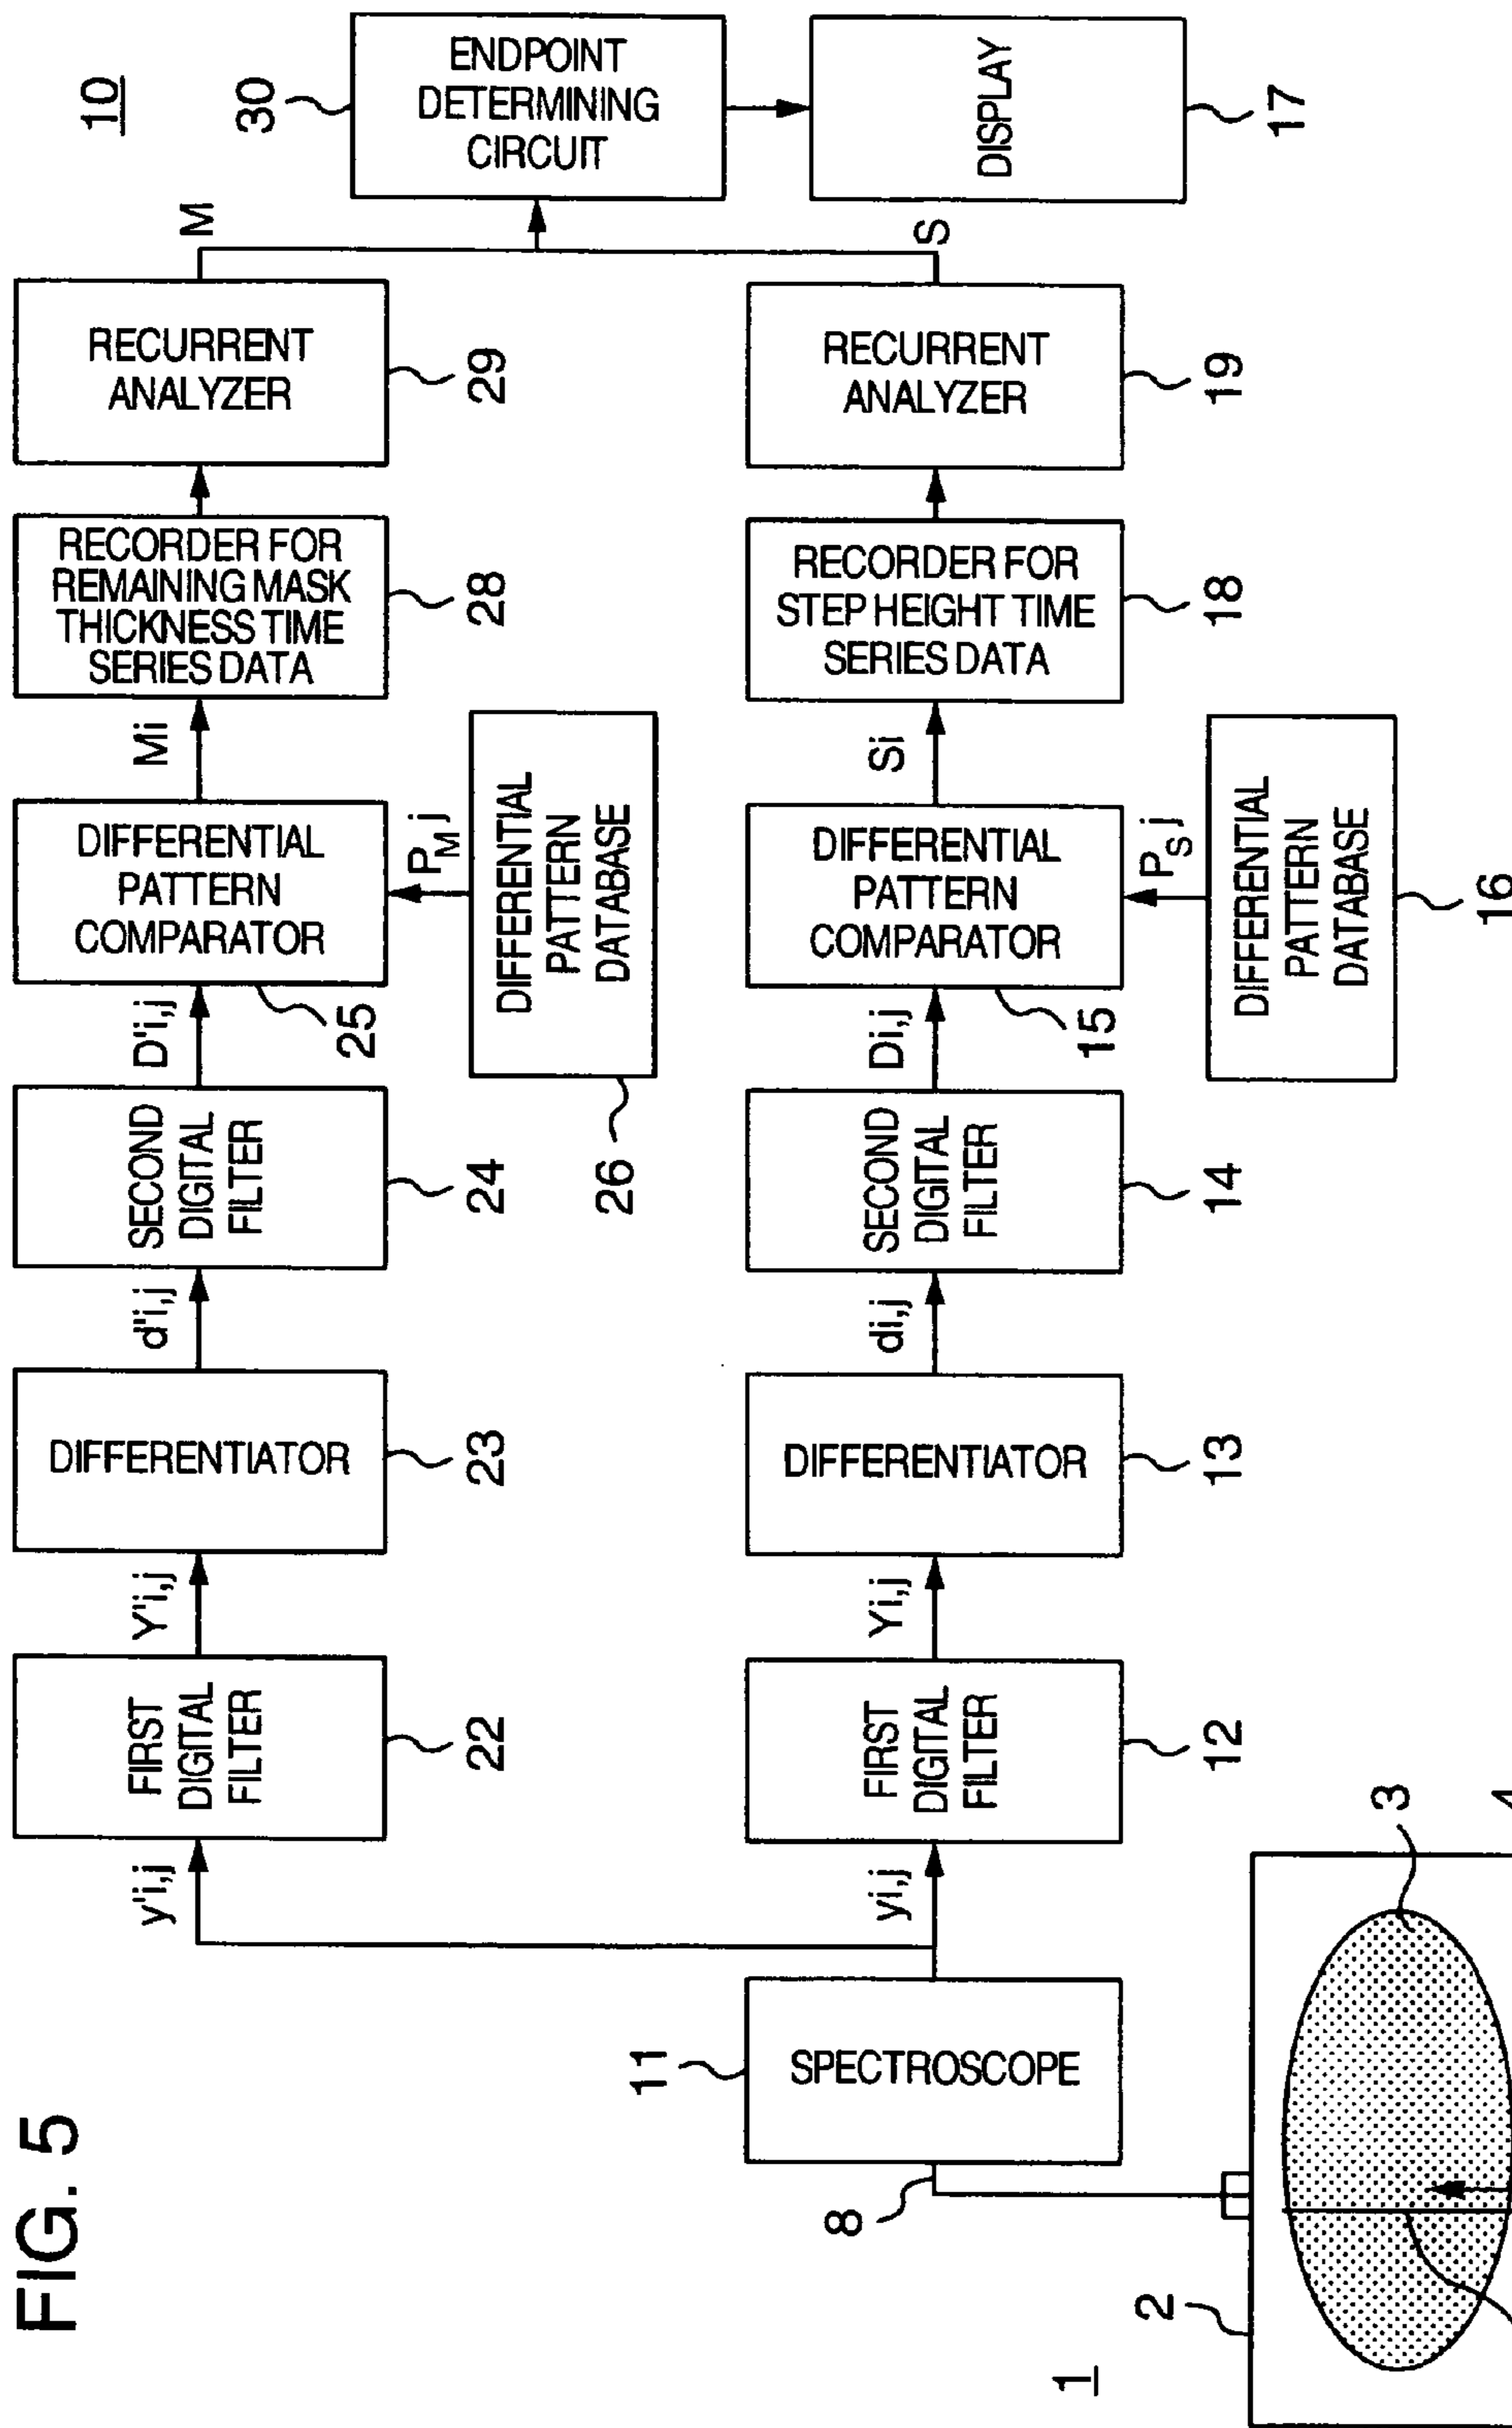 FIG. 5
10
y'i,j
FIRST
DIGITAL
FILTER
22
Y'i,j
DIFFERENTIATOR
23
d'i,j
SECOND
DIGITAL
FILTER
24
D'i,j
DIFFERENTIAL
PATTERN
COMPARATOR
25
PMj
DIFFERENTIAL
PATTERN
DATABASE
26
Mi
RECORDER FOR
REMAINING MASK
THICKNESS TIME
SERIES DATA
28
RECURRENT
ANALYZER
29
M
30
ENDPOINT
DETERMINING
CIRCUIT
DISPLAY
17
11
SPECTROSCOPE
8
yi,j
FIRST
DIGITAL
FILTER
12
Yi,j
DIFFERENTIATOR
13
di,j
SECOND
DIGITAL
FILTER
14
Di,j
DIFFERENTIAL
PATTERN
COMPARATOR
15
PSj
DIFFERENTIAL
PATTERN
DATABASE
16
Si
RECORDER FOR
STEP HEIGHT TIME
SERIES DATA
18
RECURRENT
ANALYZER
19
S
1
2
3